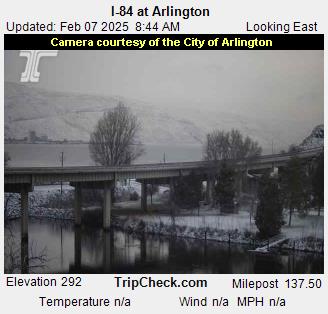 I-84 at Arlington
Updated: Feb 07 2025 8:44 AM Looking East
Camera courtesy of the City of Arlington
Elevation 292 TripCheck.com Milepost 137.50
Temperature n/a Wind n/a MPH n/a